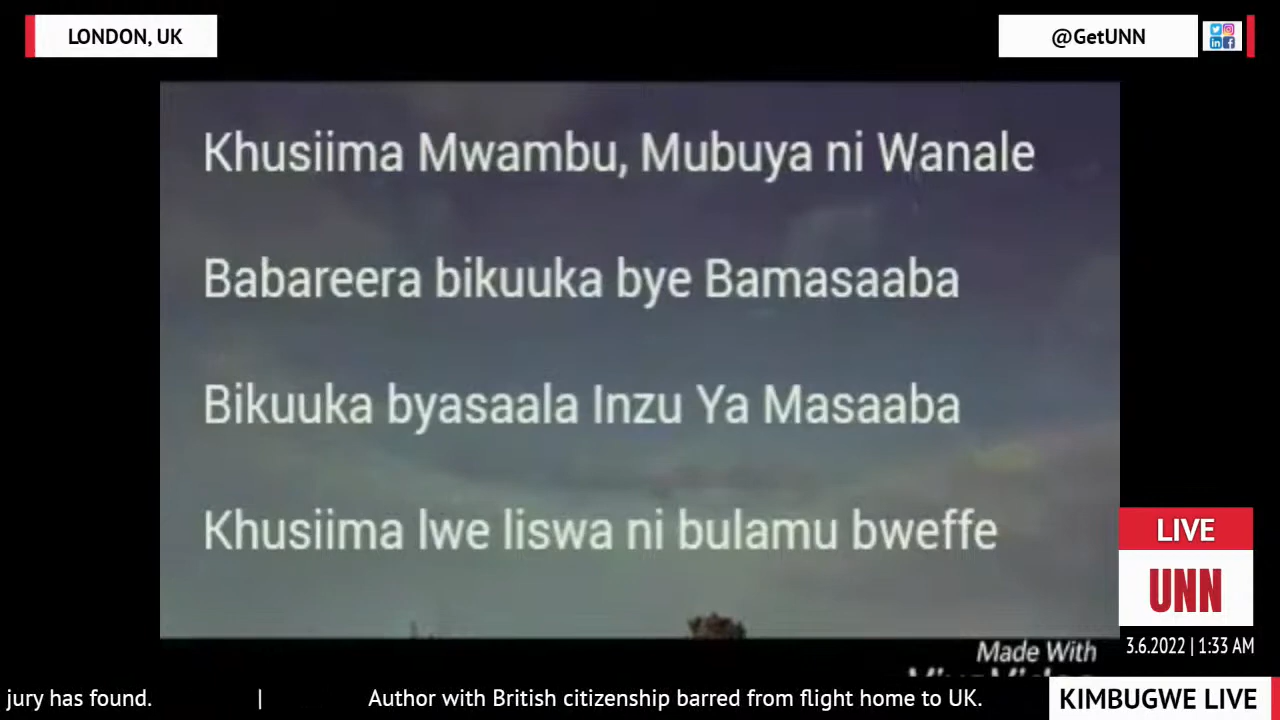 LONDON, UK
@GetUNN
Khusiima Mwambu, Mubuya ni Wanale
Babareera bikuuka bye Bamasaaba
Bikuuka byasaala Inzu Ya Masaaba
Khusiima lwe liswa ni bulamu bweffe
LIVE
UNN
3.6.2022 | 1:33 AM
Made With
jury has found. | Author with British citizenship barred from flight home to UK.
KIMBUGWE LIVE